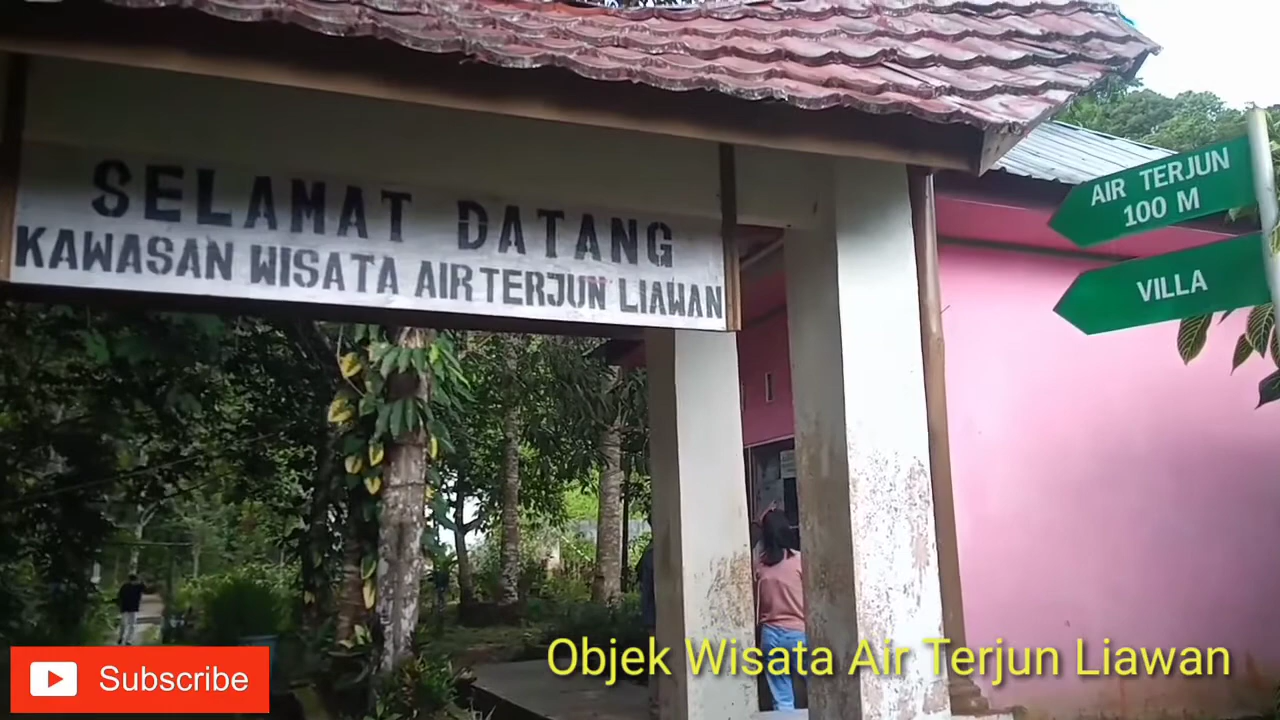 SELAMAT DATANG
KAWASAN WISATA AIR TERJUN LIAWAN
AIR TERJUN
100 M
VILLA
Objek Wisata Air Terjun Liawan
Subscribe